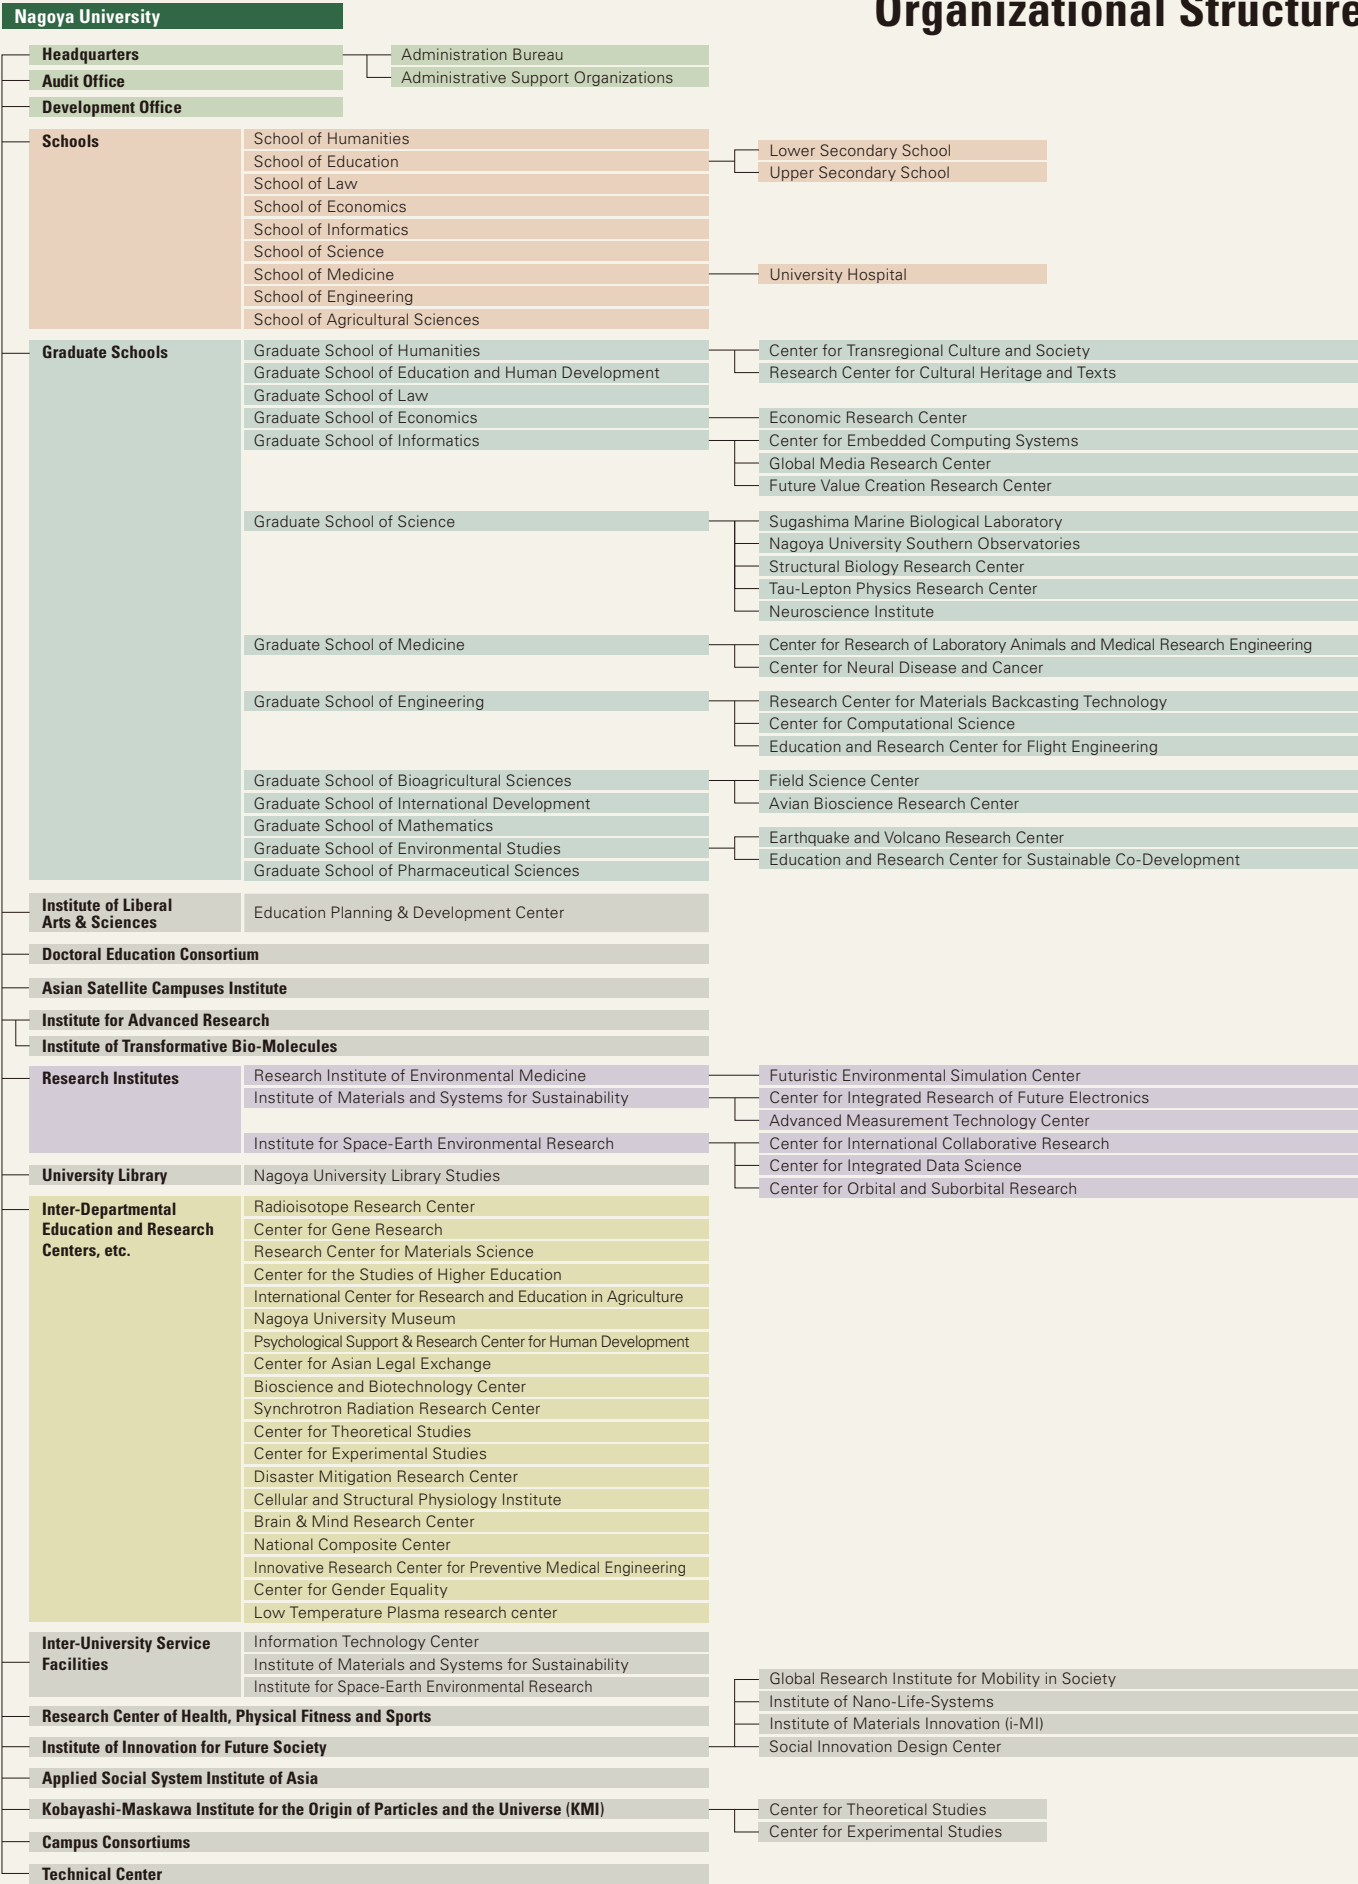 Organizational Structure
Nagoya University
Headquarters
Administration Bureau
Administrative Support Organizations
Audit Office
Development Office
Schools
School of Humanities
School of Education
Lower Secondary School
Upper Secondary School
School of Law
School of Economics
School of Informatics
School of Science
School of Medicine
University Hospital
School of Engineering
School of Agricultural Sciences
Graduate Schools
Graduate School of Humanities
Center for Transregional Culture and Society
Research Center for Cultural Heritage and Texts
Graduate School of Education and Human Development
Graduate School of Law
Graduate School of Economics
Economic Research Center
Graduate School of Informatics
Center for Embedded Computing Systems
Global Media Research Center
Future Value Creation Research Center
Graduate School of Science
Sugashima Marine Biological Laboratory
Nagoya University Southern Observatories
Structural Biology Research Center
Tau-Lepton Physics Research Center
Neuroscience Institute
Graduate School of Medicine
Center for Research of Laboratory Animals and Medical Research Engineering
Center for Neural Disease and Cancer
Graduate School of Engineering
Research Center for Materials Backcasting Technology
Center for Computational Science
Education and Research Center for Flight Engineering
Graduate School of Bioagricultural Sciences
Field Science Center
Avian Bioscience Research Center
Graduate School of International Development
Graduate School of Mathematics
Graduate School of Environmental Studies
Earthquake and Volcano Research Center
Education and Research Center for Sustainable Co-Development
Graduate School of Pharmaceutical Sciences
Institute of Liberal
Arts & Sciences
Education Planning & Development Center
Doctoral Education Consortium
Asian Satellite Campuses Institute
Institute for Advanced Research
Institute of Transformative Bio-Molecules
Research Institutes
Research Institute of Environmental Medicine
Futuristic Environmental Simulation Center
Institute of Materials and Systems for Sustainability
Center for Integrated Research of Future Electronics
Advanced Measurement Technology Center
Institute for Space-Earth Environmental Research
Center for International Collaborative Research
Center for Integrated Data Science
Center for Orbital and Suborbital Research
University Library
Nagoya University Library Studies
Inter-Departmental
Education and Research
Centers, etc.
Radioisotope Research Center
Center for Gene Research
Research Center for Materials Science
Center for the Studies of Higher Education
International Center for Research and Education in Agriculture
Nagoya University Museum
Psychological Support & Research Center for Human Development
Center for Asian Legal Exchange
Bioscience and Biotechnology Center
Synchrotron Radiation Research Center
Center for Theoretical Studies
Center for Experimental Studies
Disaster Mitigation Research Center
Cellular and Structural Physiology Institute
Brain & Mind Research Center
National Composite Center
Innovative Research Center for Preventive Medical Engineering
Center for Gender Equality
Low Temperature Plasma research center
Inter-University Service
Facilities
Information Technology Center
Institute of Materials and Systems for Sustainability
Institute for Space-Earth Environmental Research
Research Center of Health, Physical Fitness and Sports
Institute of Innovation for Future Society
Global Research Institute for Mobility in Society
Institute of Nano-Life-Systems
Institute of Materials Innovation (i-MI)
Social Innovation Design Center
Applied Social System Institute of Asia
Kobayashi-Maskawa Institute for the Origin of Particles and the Universe (KMI)
Center for Theoretical Studies
Center for Experimental Studies
Campus Consortiums
Technical Center